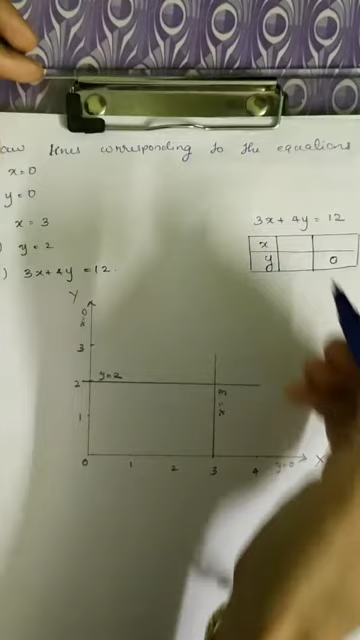 aw lines corresponding to the equations
x=0
y=0
x = 3
) y = 2
) 3x+4y = 12.
3x + 4y = 12
x
y 0
Y
x=0
3
2 y=2
x=3
1
0 1 2 3 4 y=0 X